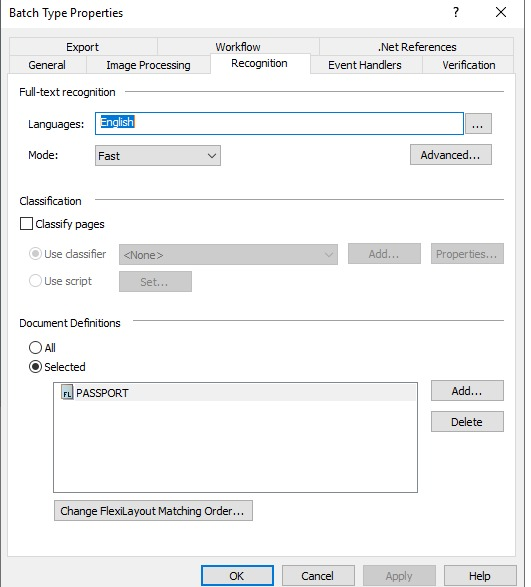 Batch Type Properties ?
Export Workflow .Net References
General Image Processing Recognition Event Handlers Verification
Full-text recognition
Languages: English ...
Mode: Fast Advanced...
Classification
Classify pages
Use classifier <None> Add... Properties...
Use script Set...
Document Definitions
All
Selected
FL PASSPORT Add...
Delete
Change FlexiLayout Matching Order...
OK Cancel Apply Help